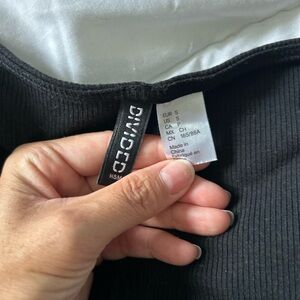 DIVIDED
H&M
EUR S
US S
CA P
MX CH
CN 165/88A
Made in
China
Fabriqué en